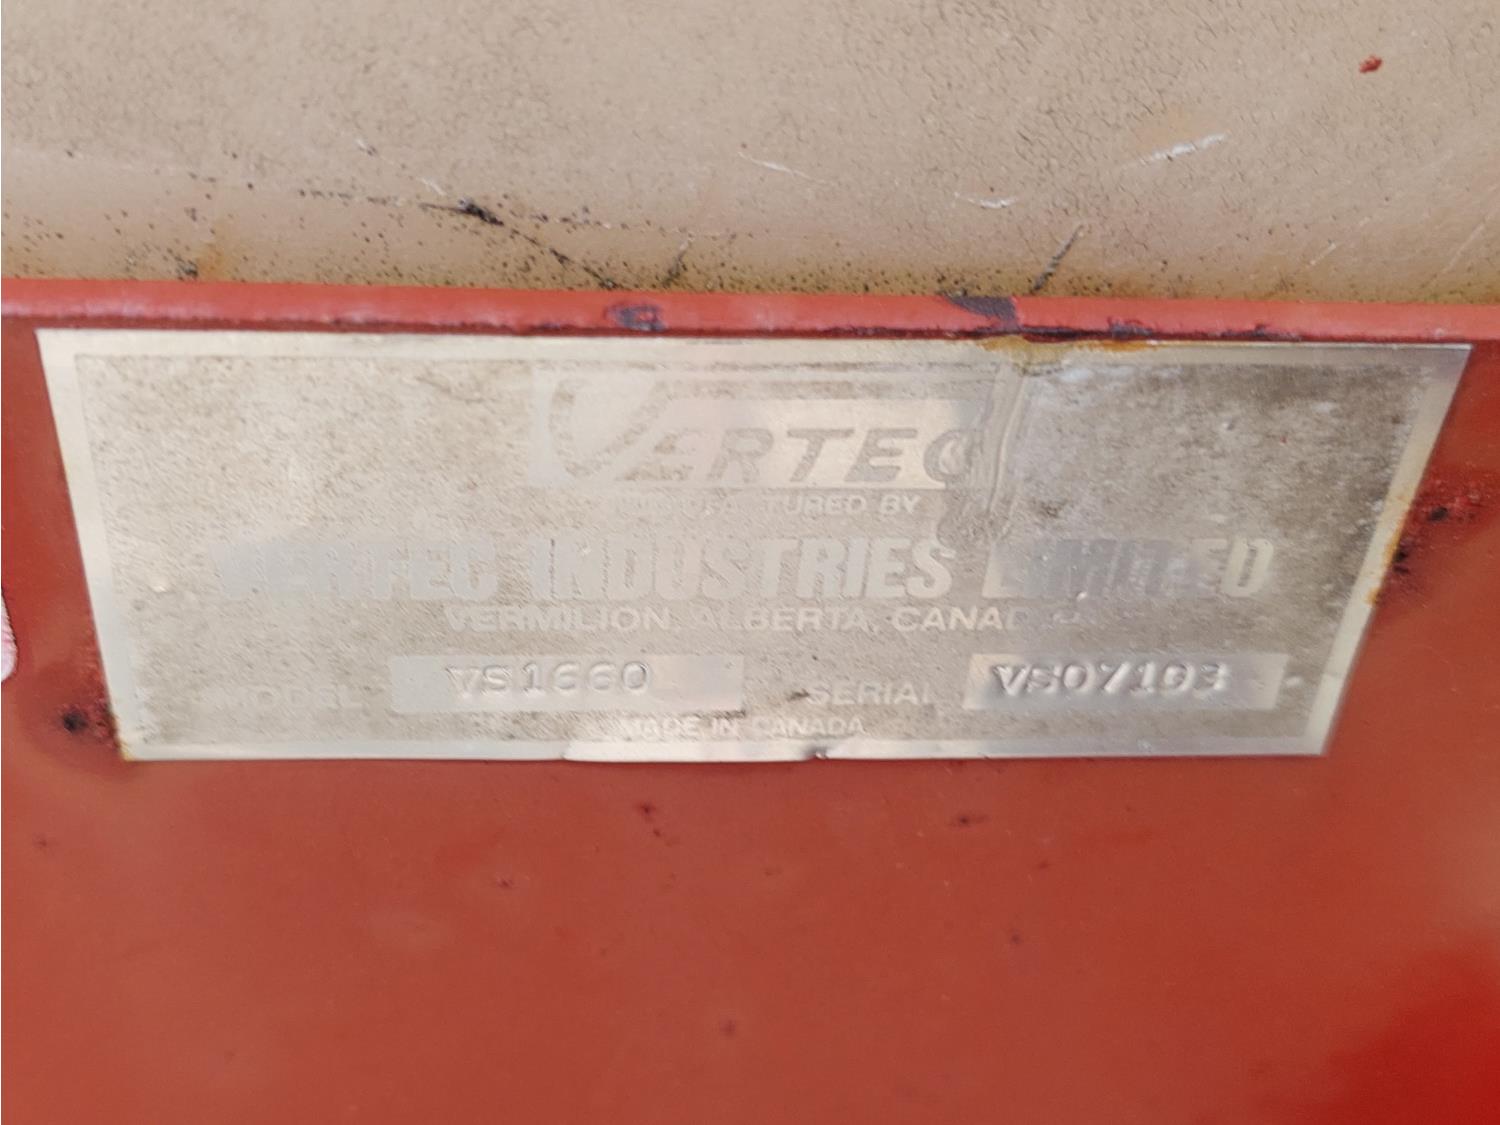 VERTEC
MANUFACTURED BY
VERTEC INDUSTRIES LIMITED
VERMILION, ALBERTA, CANADA
MODEL VS1660 SERIAL VS07103
MADE IN CANADA